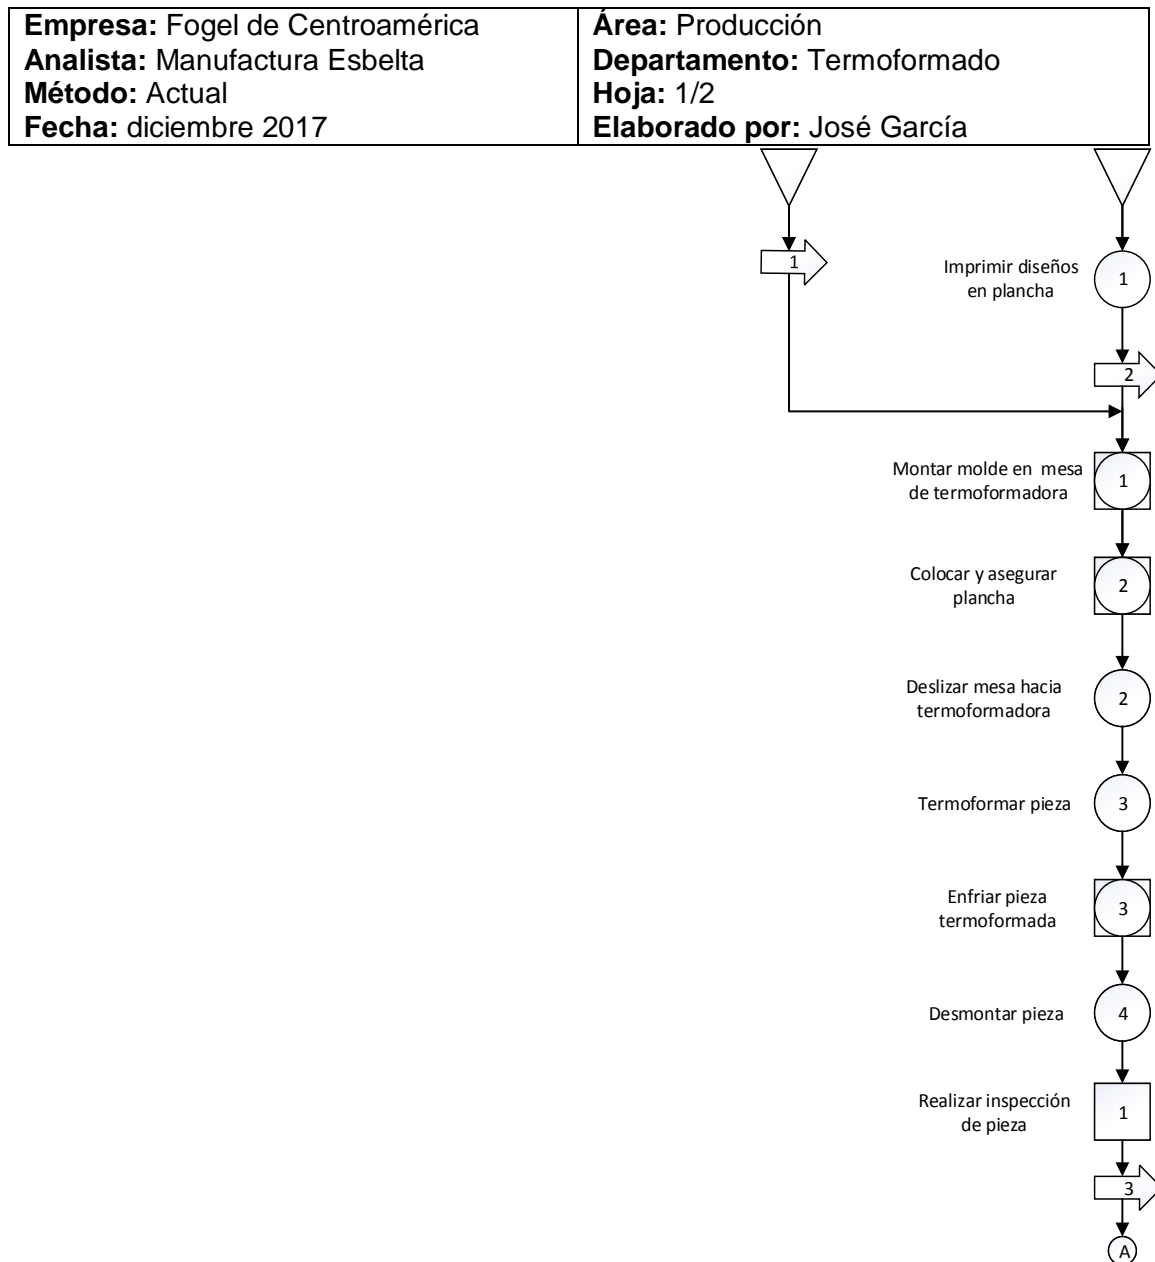 Empresa: Fogel de Centroamérica
Analista: Manufactura Esbelta
Método: Actual
Fecha: diciembre 2017
Área: Producción
Departamento: Termoformado
Hoja: 1/2
Elaborado por: José García
1
Imprimir diseños
en plancha
1
2
Montar molde en mesa
de termoformadora
1
Colocar y asegurar
plancha
2
Deslizar mesa hacia
termoformadora
2
Termoformar pieza
3
Enfriar pieza
termoformada
3
Desmontar pieza
4
Realizar inspección
de pieza
1
3
A